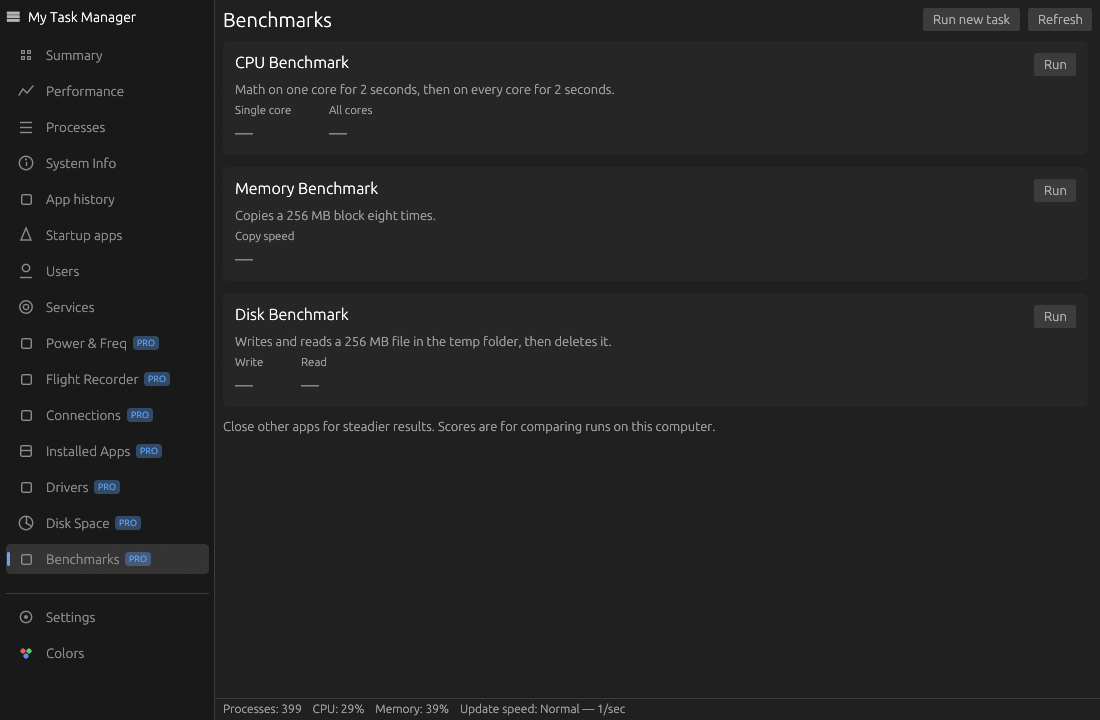 My Task Manager
Summary
Performance
Processes
System Info
App history
Startup apps
Users
Services
Power & Freq PRO
Flight Recorder PRO
Connections PRO
Installed Apps PRO
Drivers PRO
Disk Space PRO
Benchmarks PRO
Settings
Colors
Benchmarks
Run new task
Refresh
CPU Benchmark
Run
Math on one core for 2 seconds, then on every core for 2 seconds.
Single core All cores
— —
Memory Benchmark
Run
Copies a 256 MB block eight times.
Copy speed
—
Disk Benchmark
Run
Writes and reads a 256 MB file in the temp folder, then deletes it.
Write Read
— —
Close other apps for steadier results. Scores are for comparing runs on this computer.
Processes: 399 CPU: 29% Memory: 39% Update speed: Normal — 1/sec